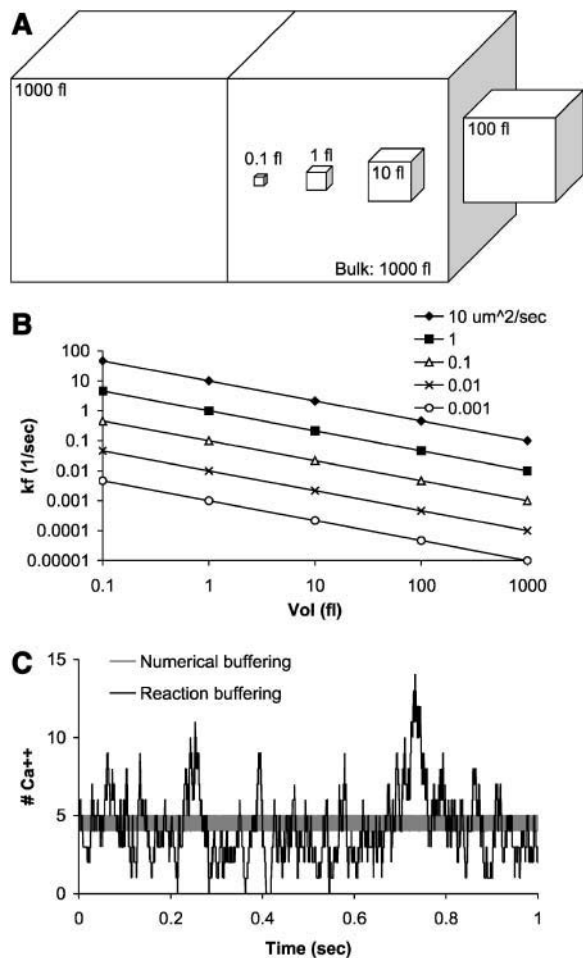 A
1000 fl
100 fl
0.1 fl
1 fl
10 fl
Bulk: 1000 fl
B
10 um^2/sec
1
0.1
0.01
0.001
100
10
1
0.1
0.01
0.001
0.0001
0.00001
kf (1/sec)
0.1 1 10 100 1000
Vol (fl)
C
Numerical buffering
Reaction buffering
15
10
5
0
# Ca++
0 0.2 0.4 0.6 0.8 1
Time (sec)